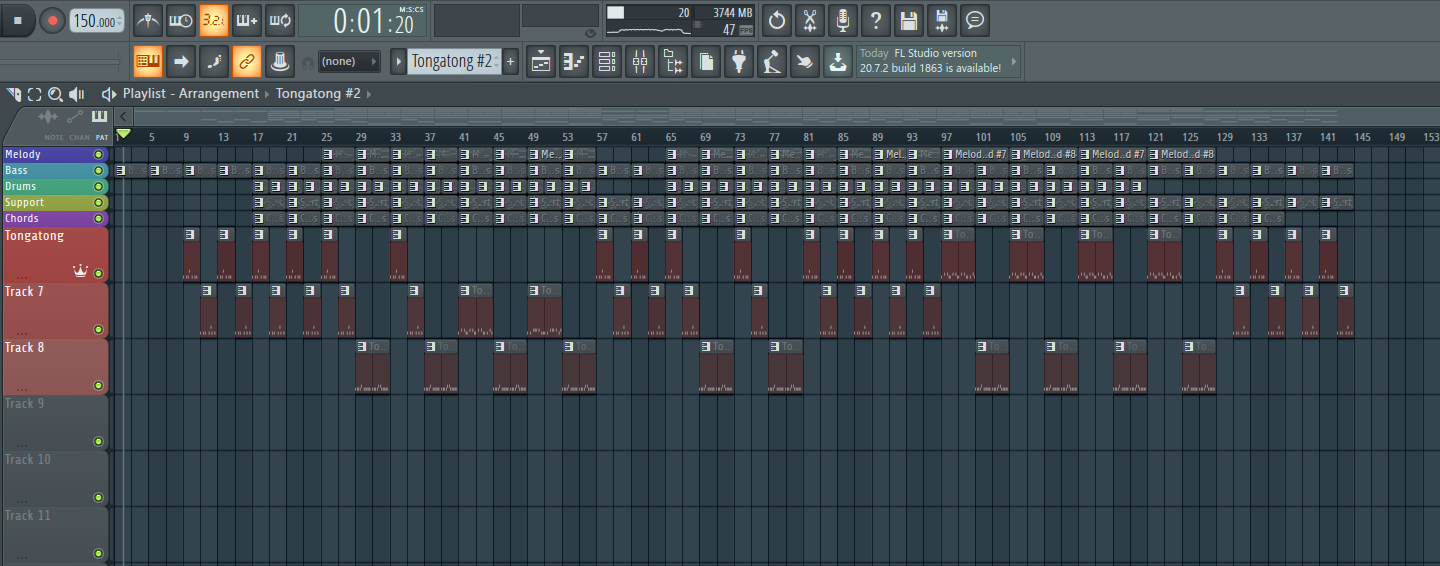 150.000
3.2.1
0:01:20
M:S:CS
20
3744 MB
47
(none)
Tongatong #2
Today FL Studio version
20.7.2 build 1863 is available!
Playlist - Arrangement Tongatong #2
NOTE CHAN PAT
1 5 9 13 17 21 25 29 33 37 41 45 49 53 57 61 65 69 73 77 81 85 89 93 97 101 105 109 113 117 121 125 129 133 137 141 145 149 153
Melody
Me..
Mel..
Melod..d #7
Melod..d #8
Melod..d #7
Melod..d #8
Bass
Drums
Support
Chords
Tongatong
Track 7
Track 8
Track 9
Track 10
Track 11